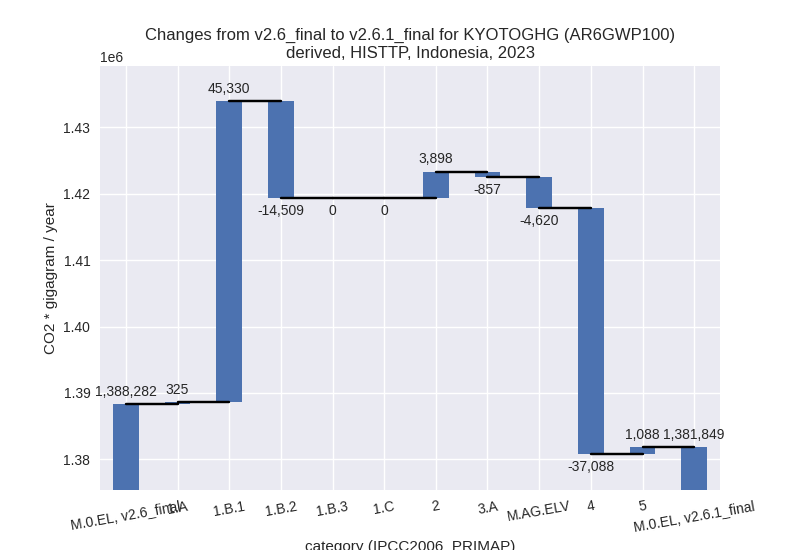 Changes from v2.6_final to v2.6.1_final for KYOTOGHG (AR6GWP100)
derived, HISTTP, Indonesia, 2023
1e6
CO2 * gigagram / year
1.43
1.42
1.41
1.40
1.39
1.38
1,388,282
325
45,330
-14,509
0
0
3,898
-857
-4,620
-37,088
1,088
1,381,849
M.0.EL, v2.6_final
1.A
1.B.1
1.B.2
1.B.3
1.C
2
3.A
M.AG.ELV
4
5
M.0.EL, v2.6.1_final
category (IPCC2006_PRIMAP)